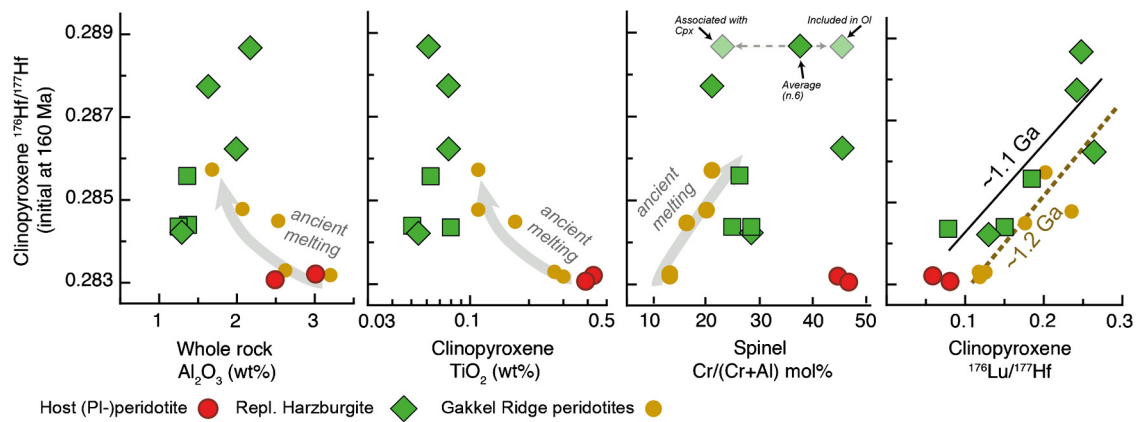 Clinopyroxene ¹⁷⁶Hf/¹⁷⁷Hf
(initial at 160 Ma)
0.289
0.287
0.285
0.283
ancient
melting
1
2
3
Whole rock
Al₂O₃ (wt%)
ancient
melting
0.03
0.1
0.5
Clinopyroxene
TiO₂ (wt%)
Associated with
Cpx
Included in Ol
Average
(n.6)
ancient
melting
10
20
30
40
50
Spinel
Cr/(Cr+Al) mol%
~1.1 Ga
~1.2 Ga
0.1
0.2
0.3
Clinopyroxene
¹⁷⁶Lu/¹⁷⁷Hf
Host (Pl-)peridotite
Repl. Harzburgite
Gakkel Ridge peridotites